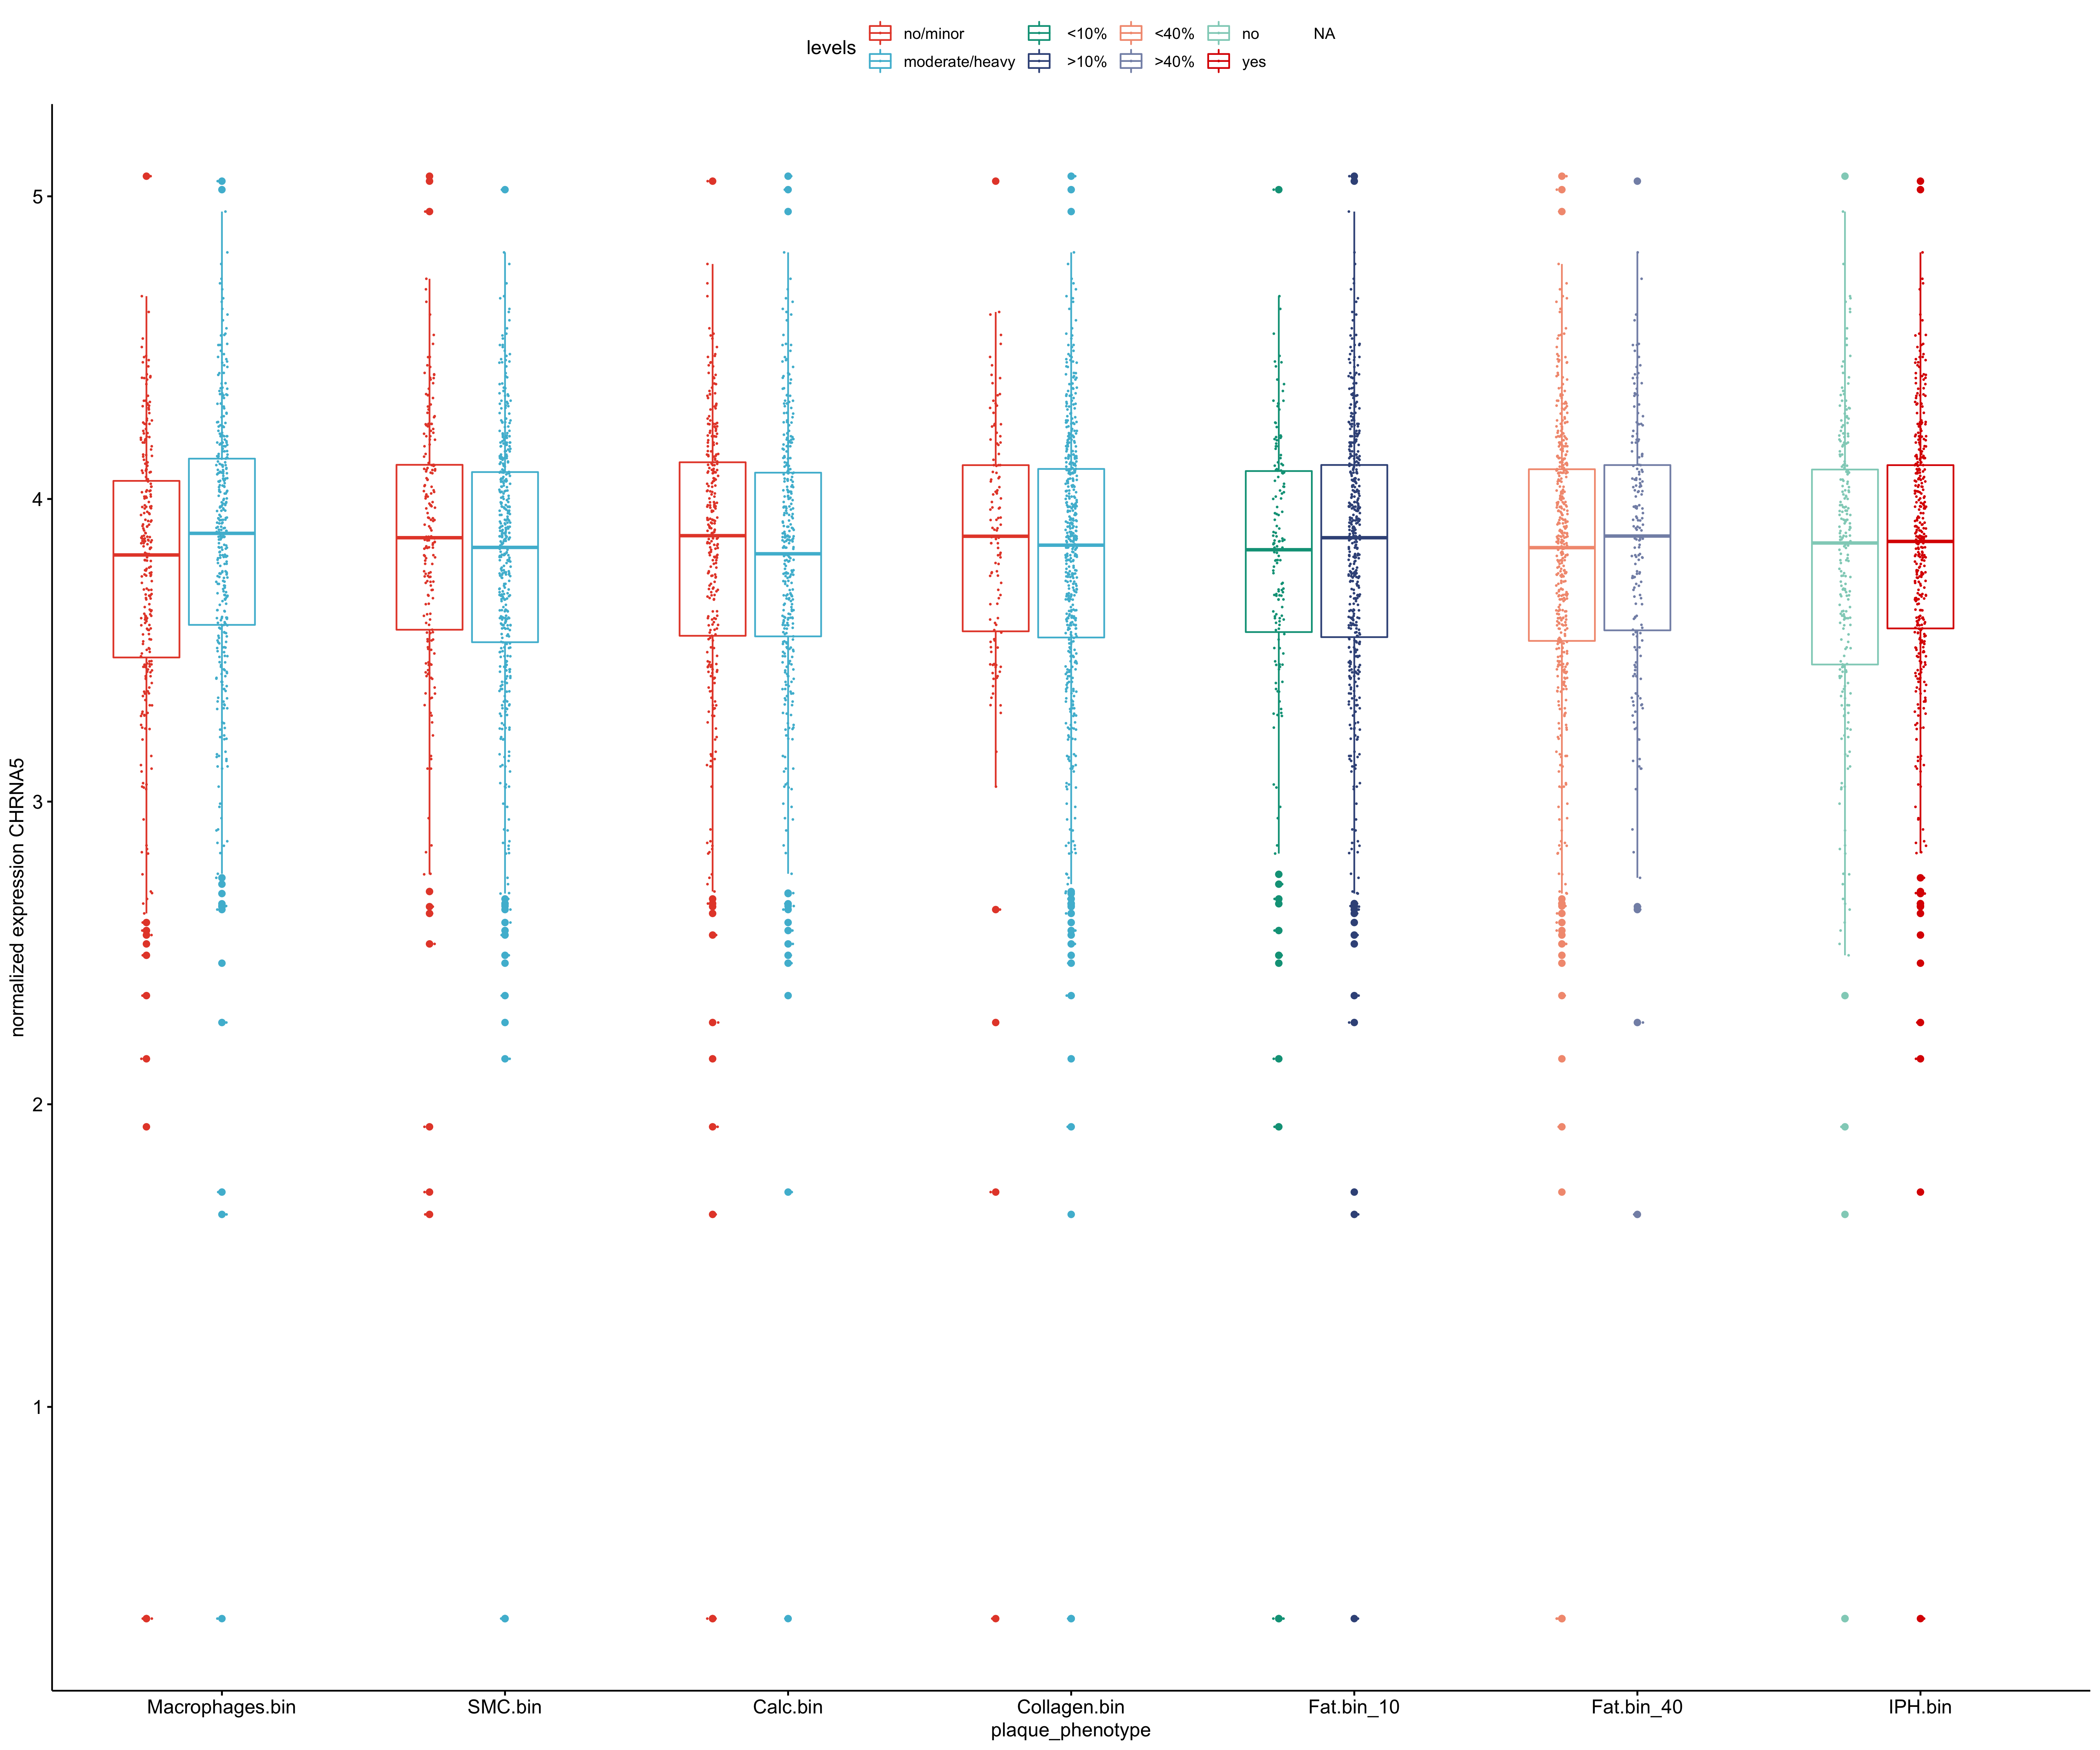 levels
no/minor
<10%
<40%
no
NA
moderate/heavy
>10%
>40%
yes
normalized expression CHRNA5
5
4
3
2
1
Macrophages.bin
SMC.bin
Calc.bin
Collagen.bin
Fat.bin_10
Fat.bin_40
IPH.bin
plaque_phenotype